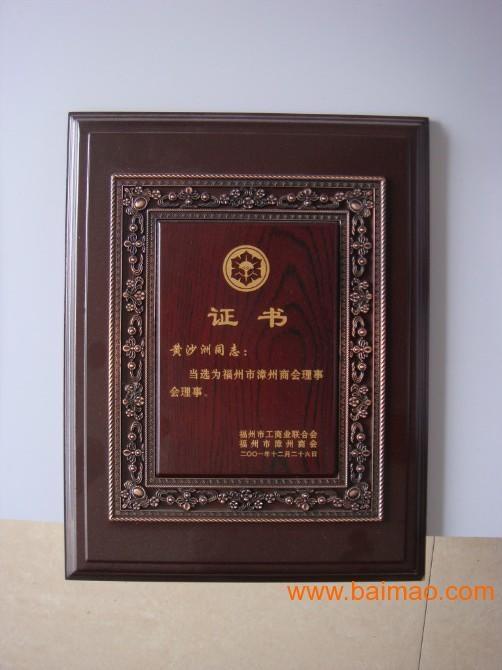 证书
黄沙洲同志：
当选为福州市漳州商会理事
会理事。
福州市工商业联合会
福州市漳州商会
二〇〇一年十二月二十六日
www.baimao.com